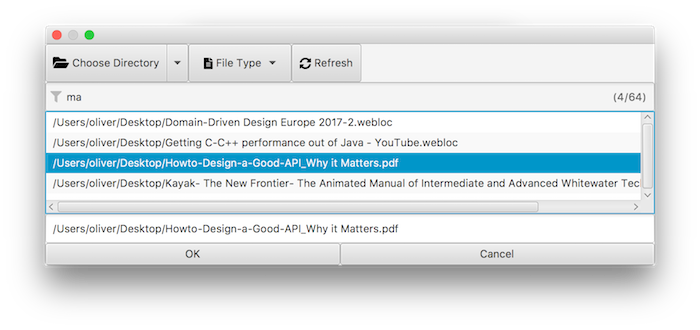 Choose Directory
File Type
Refresh
ma
(4/64)
/Users/oliver/Desktop/Domain-Driven Design Europe 2017-2.webloc
/Users/oliver/Desktop/Getting C-C++ performance out of Java - YouTube.webloc
/Users/oliver/Desktop/Howto-Design-a-Good-API_Why it Matters.pdf
/Users/oliver/Desktop/Kayak- The New Frontier- The Animated Manual of Intermediate and Advanced Whitewater Tec
/Users/oliver/Desktop/Howto-Design-a-Good-API_Why it Matters.pdf
OK
Cancel